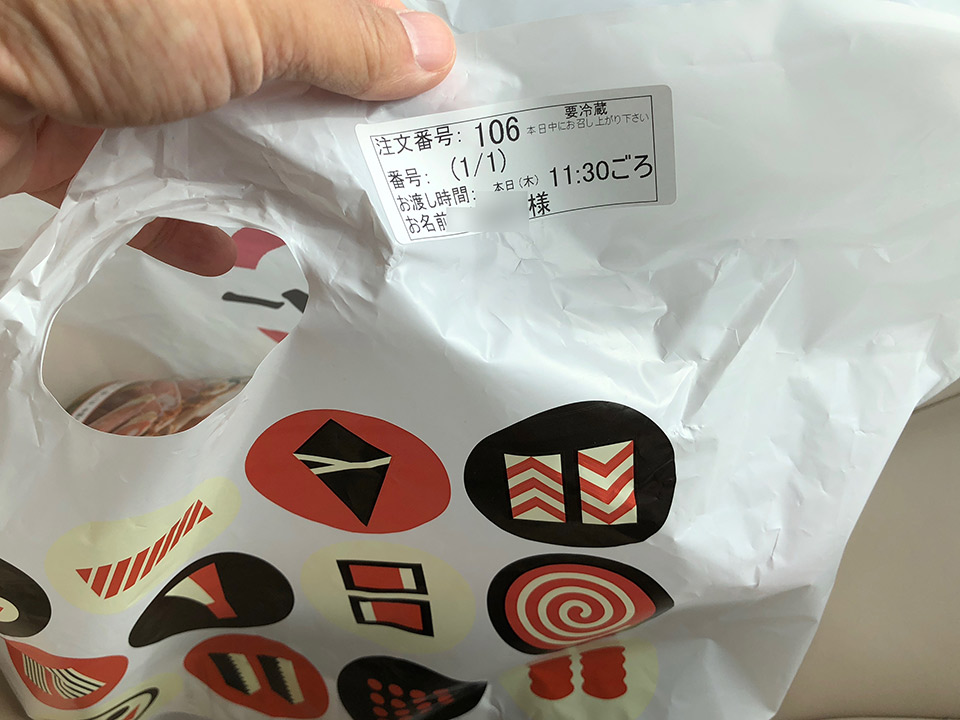 要冷蔵
注文番号: 106 本日中にお召し上がり下さい
番号: (1/1)
お渡し時間: 本日(木) 11:30ごろ
お名前 様